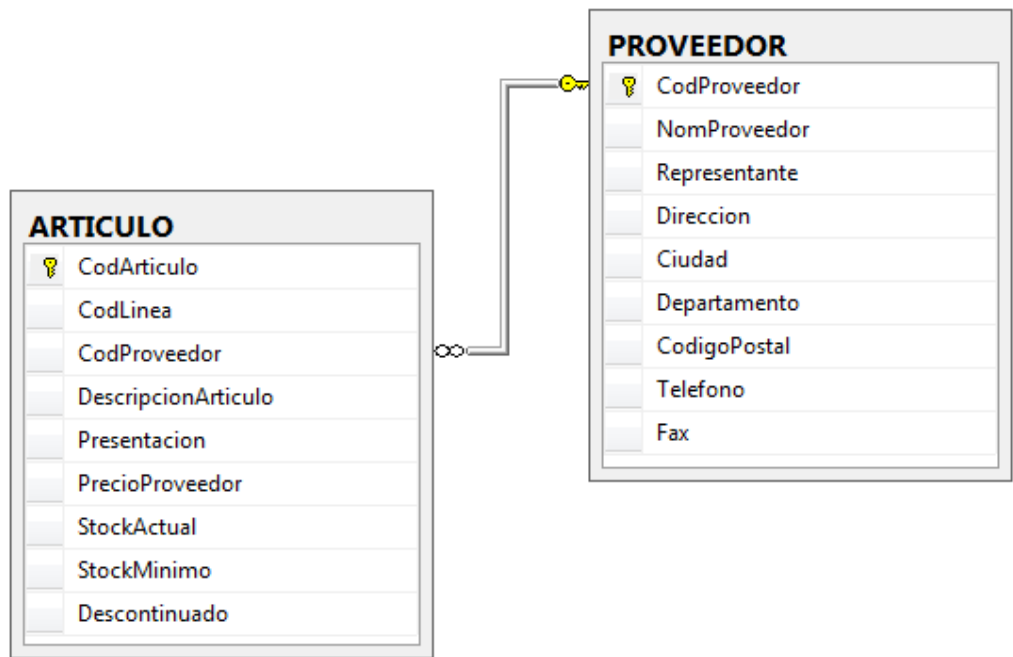 PROVEEDOR
CodProveedor
NomProveedor
Representante
Direccion
Ciudad
Departamento
CodigoPostal
Telefono
Fax
ARTICULO
CodArticulo
CodLinea
CodProveedor
DescripcionArticulo
Presentacion
PrecioProveedor
StockActual
StockMinimo
Descontinuado